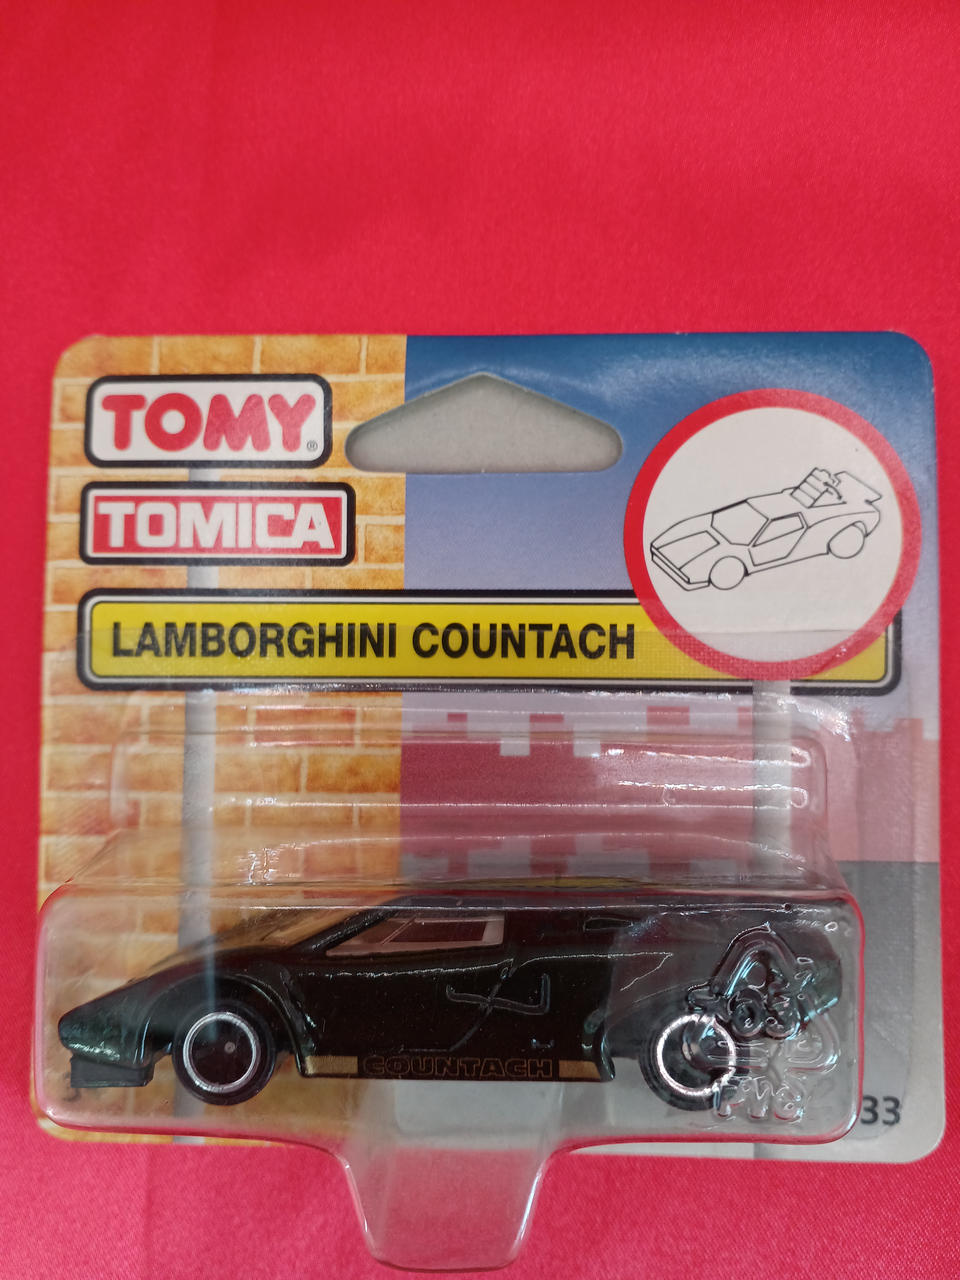 TOMY®
TOMICA
LAMBORGHINI COUNTACH
COUNTACH
33